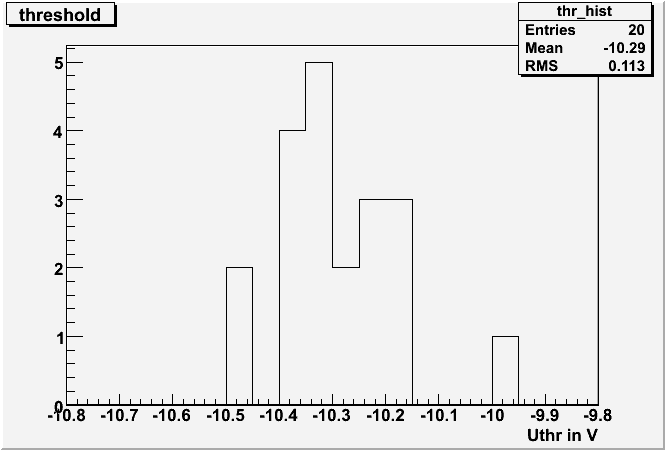 threshold
thr_hist
Entries 20
Mean -10.29
RMS 0.113
5
4
3
2
1
0
-10.8 -10.7 -10.6 -10.5 -10.4 -10.3 -10.2 -10.1 -10 -9.9 -9.8
Uthr in V